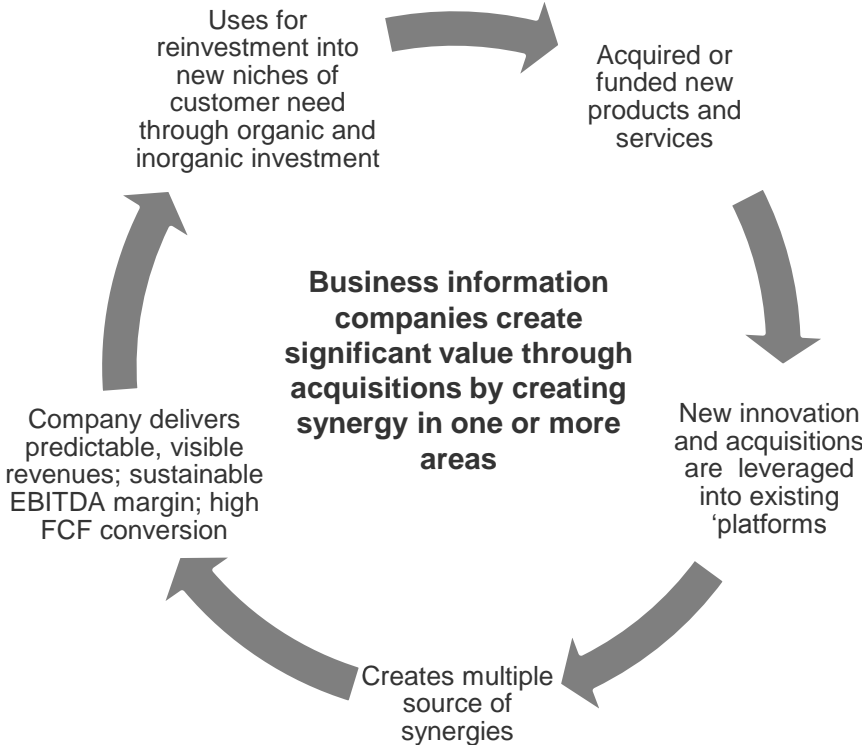 Uses for
reinvestment into
new niches of
customer need
through organic and
inorganic investment
Acquired or
funded new
products and
services
Business information
companies create
significant value through
acquisitions by creating
synergy in one or more
areas
New innovation
and acquisitions
are leveraged
into existing
‘platforms
Creates multiple
source of
synergies
Company delivers
predictable, visible
revenues; sustainable
EBITDA margin; high
FCF conversion